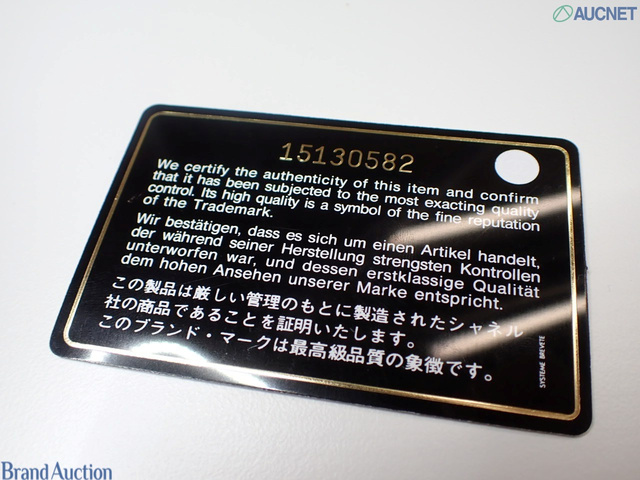 AUCNET
15130582
We certify the authenticity of this item and confirm
that it has been subjected to the most exacting quality
control. Its high quality is a symbol of the fine reputation
of the Trademark.
Wir bestätigen, dass es sich um einen Artikel handelt,
der während seiner Herstellung strengsten Kontrollen
unterworfen war, und dessen erstklassige Qualität
dem hohen Ansehen unserer Marke entspricht.
この製品は厳しい管理のもとに製造されたシャネル
社の商品であることを証明いたします。
このブランド・マークは最高級品質の象徴です。
SYSTEME BREVETE
Brand Auction